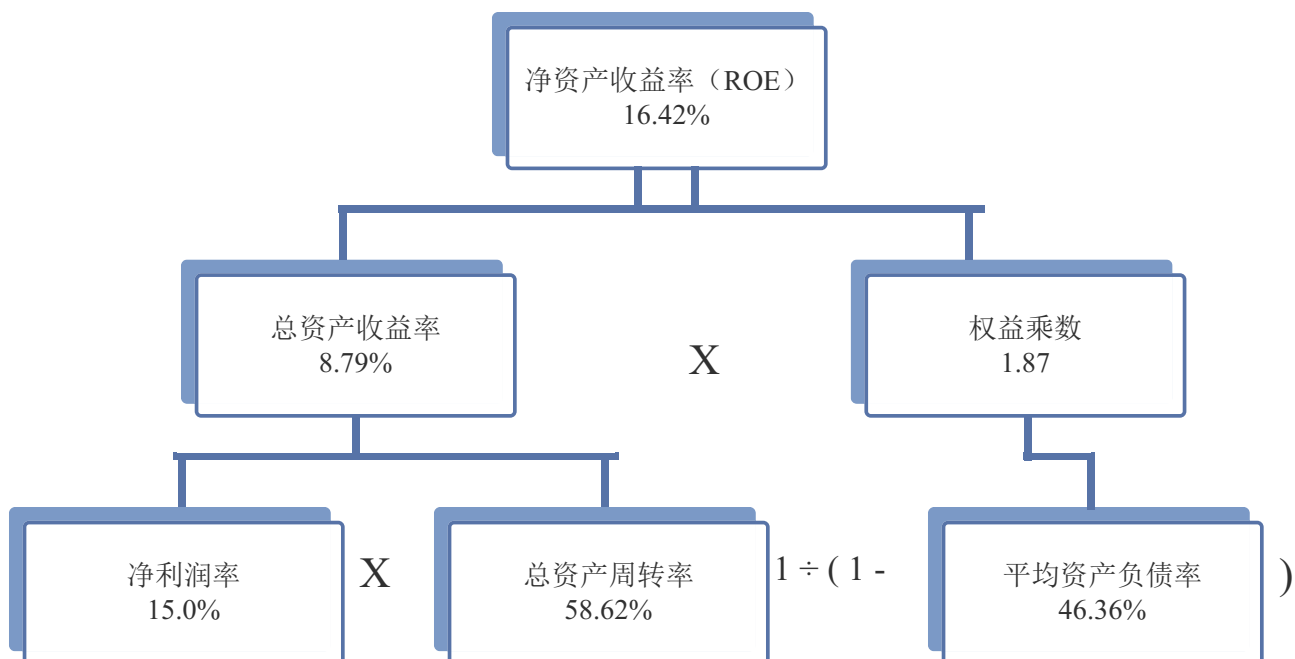 净资产收益率（ROE）
16.42%
总资产收益率
8.79%
X
权益乘数
1.87
净利润率
15.0%
X
总资产周转率
58.62%
1 ÷ ( 1 -
平均资产负债率
46.36%
)